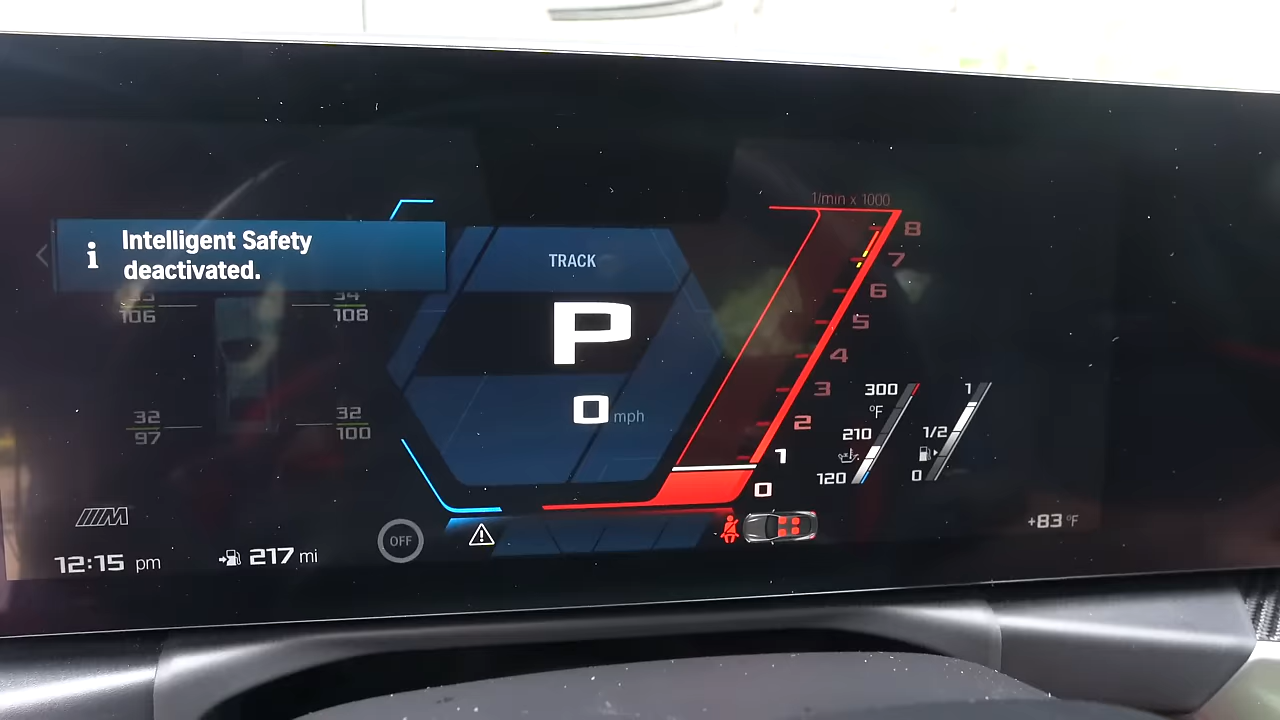 1/min x 1000
8
Intelligent Safety
deactivated.
TRACK
7
6
34
106
108
P
5
4
3
300
1
°F
0 mph
32
32
2
210
1/2
97
100
1
120
0
0
M
+83 °F
OFF
12:15 pm
217 mi